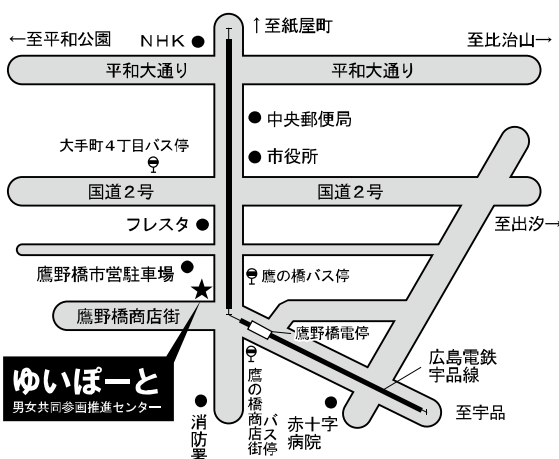 ↑至紙屋町
←至平和公園
NHK
至比治山→
平和大通り
平和大通り
中央郵便局
大手町4丁目バス停
市役所
国道2号
国道2号
フレスタ
至出汐→
鷹野橋市営駐車場
鷹の橋バス停
鷹野橋商店街
鷹野橋電停
広島電鉄
宇品線
ゆいぽーと
男女共同参画推進センター
至宇品
消防署
鷹の橋商店街
バス停
赤十字
病院